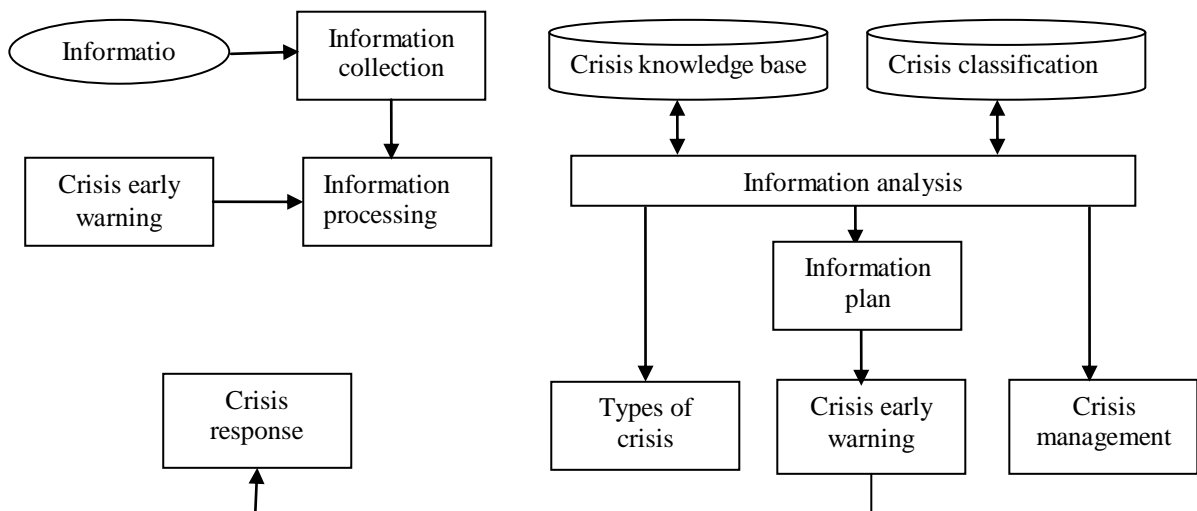 Informatio
Information
collection
Crisis knowledge base
Crisis classification
Crisis early
warning
Information
processing
Information analysis
Information
plan
Crisis
response
Types of
crisis
Crisis early
warning
Crisis
management